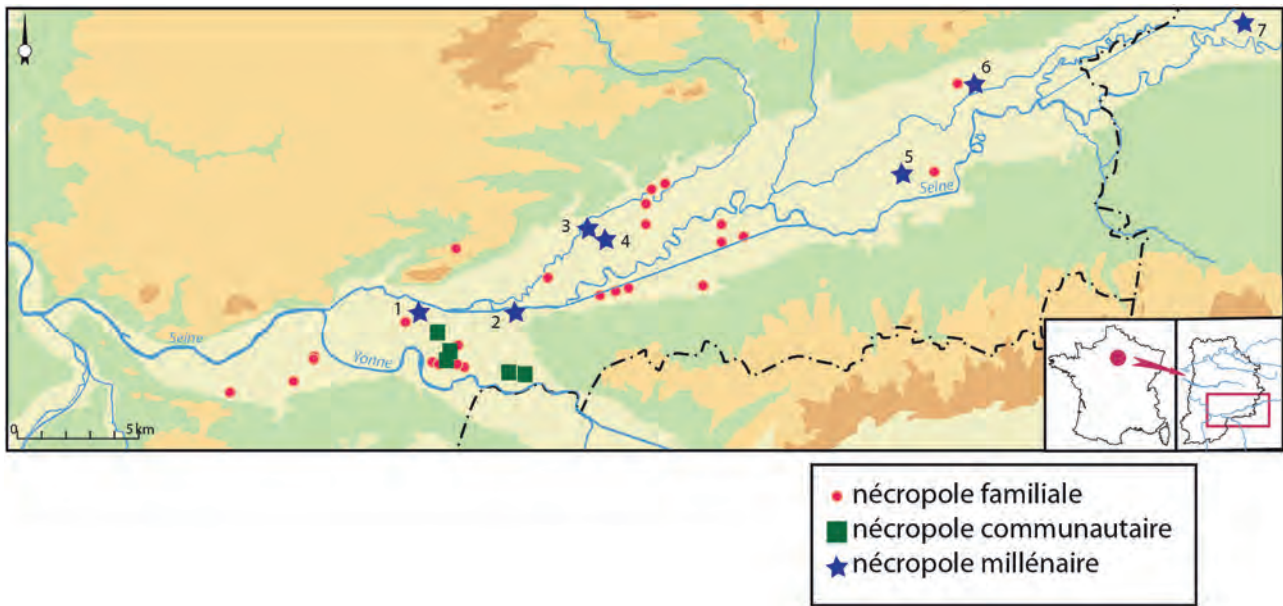 7
6
5
Seine
3
4
1
2
Seine
Yonne
0
5 km
nécropole familiale
nécropole communautaire
nécropole millénaire